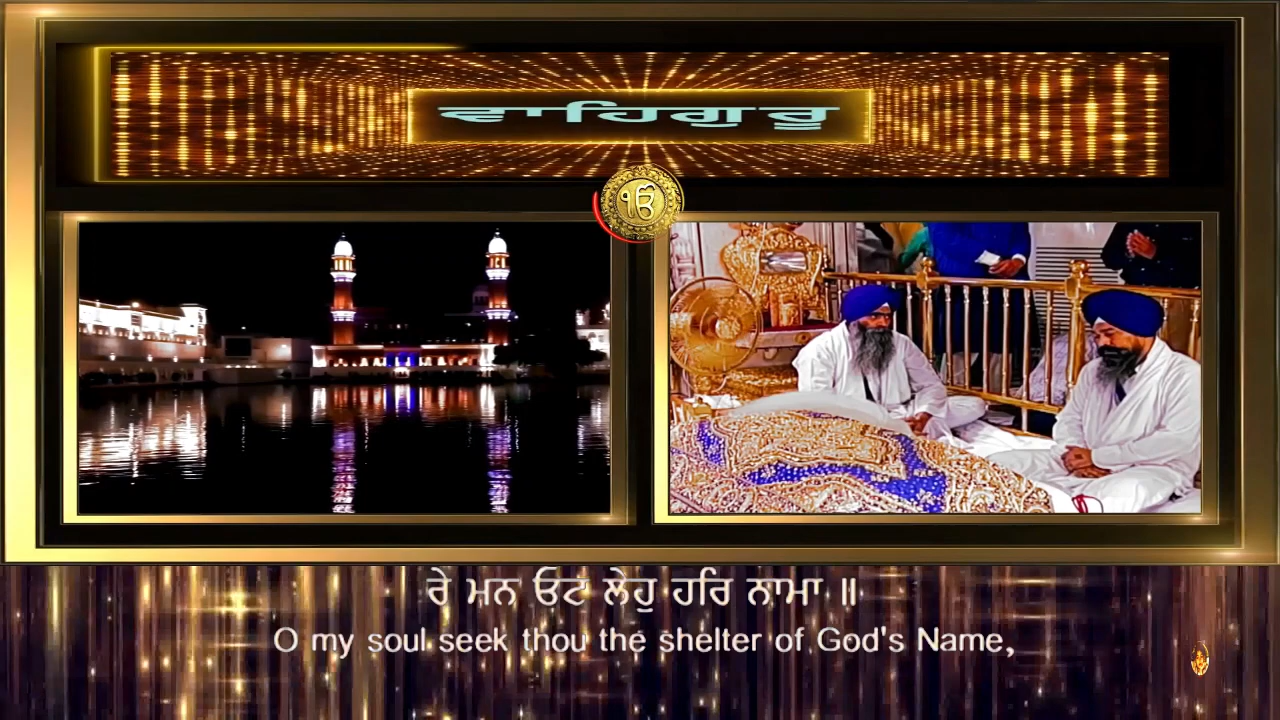 ਵਾਹਿਗੁਰੂ
ੴ
ਰੇ ਮਨ ਓਟ ਲੇਹੁ ਹਰਿ ਨਾਮਾ ॥
O my soul seek thou the shelter of God's Name,